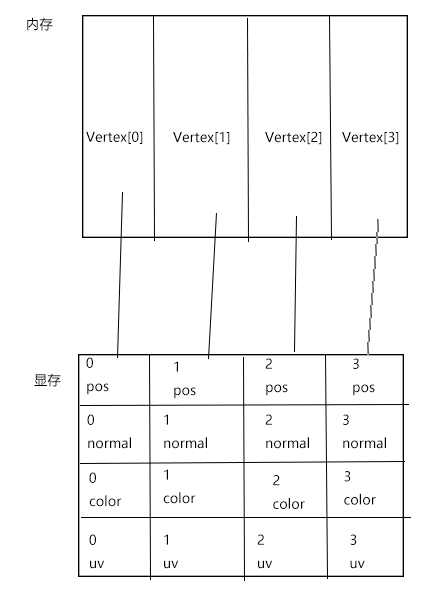 内存
Vertex[0] Vertex[1] Vertex[2] Vertex[3]
显存
0 1 2 3
pos pos pos pos
0 1 2 3
normal normal normal normal
0 1 2 3
color color color color
0 1 2 3
uv uv uv uv